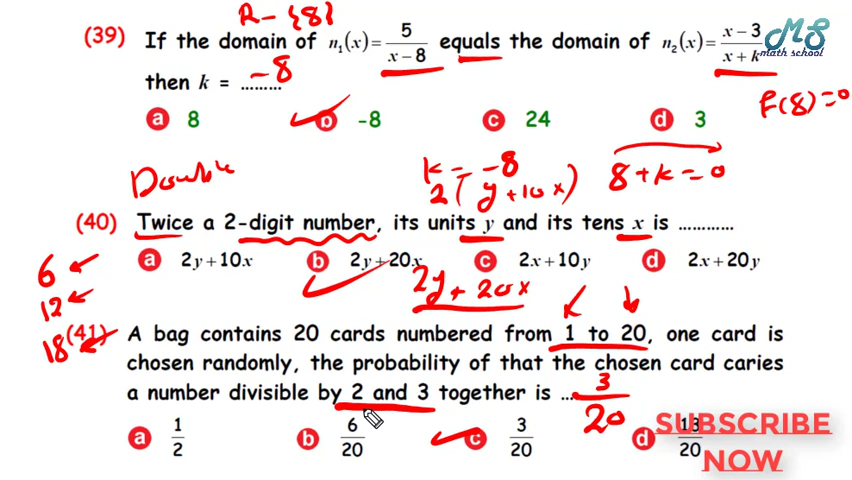 R - {8}
(39) If the domain of n₁(x) = 5/(x − 8) equals the domain of n₂(x) = (x − 3)/(x + k)
MS
math school
then k = ......... -8
F(8)=0
a 8 b -8 c 24 d 3
Double
k = -8
8+k=0
2(y+10x)
(40) Twice a 2-digit number, its units y and its tens x is ............
a 2y + 10x b 2y + 20x c 2x + 10y d 2x + 20y
6
2y + 20x
12
18
(41) A bag contains 20 cards numbered from 1 to 20, one card is
chosen randomly, the probability of that the chosen card caries
a number divisible by 2 and 3 together is ... 3/20
a 1/2 b 6/20 c 3/20 d 13/20
SUBSCRIBE
NOW